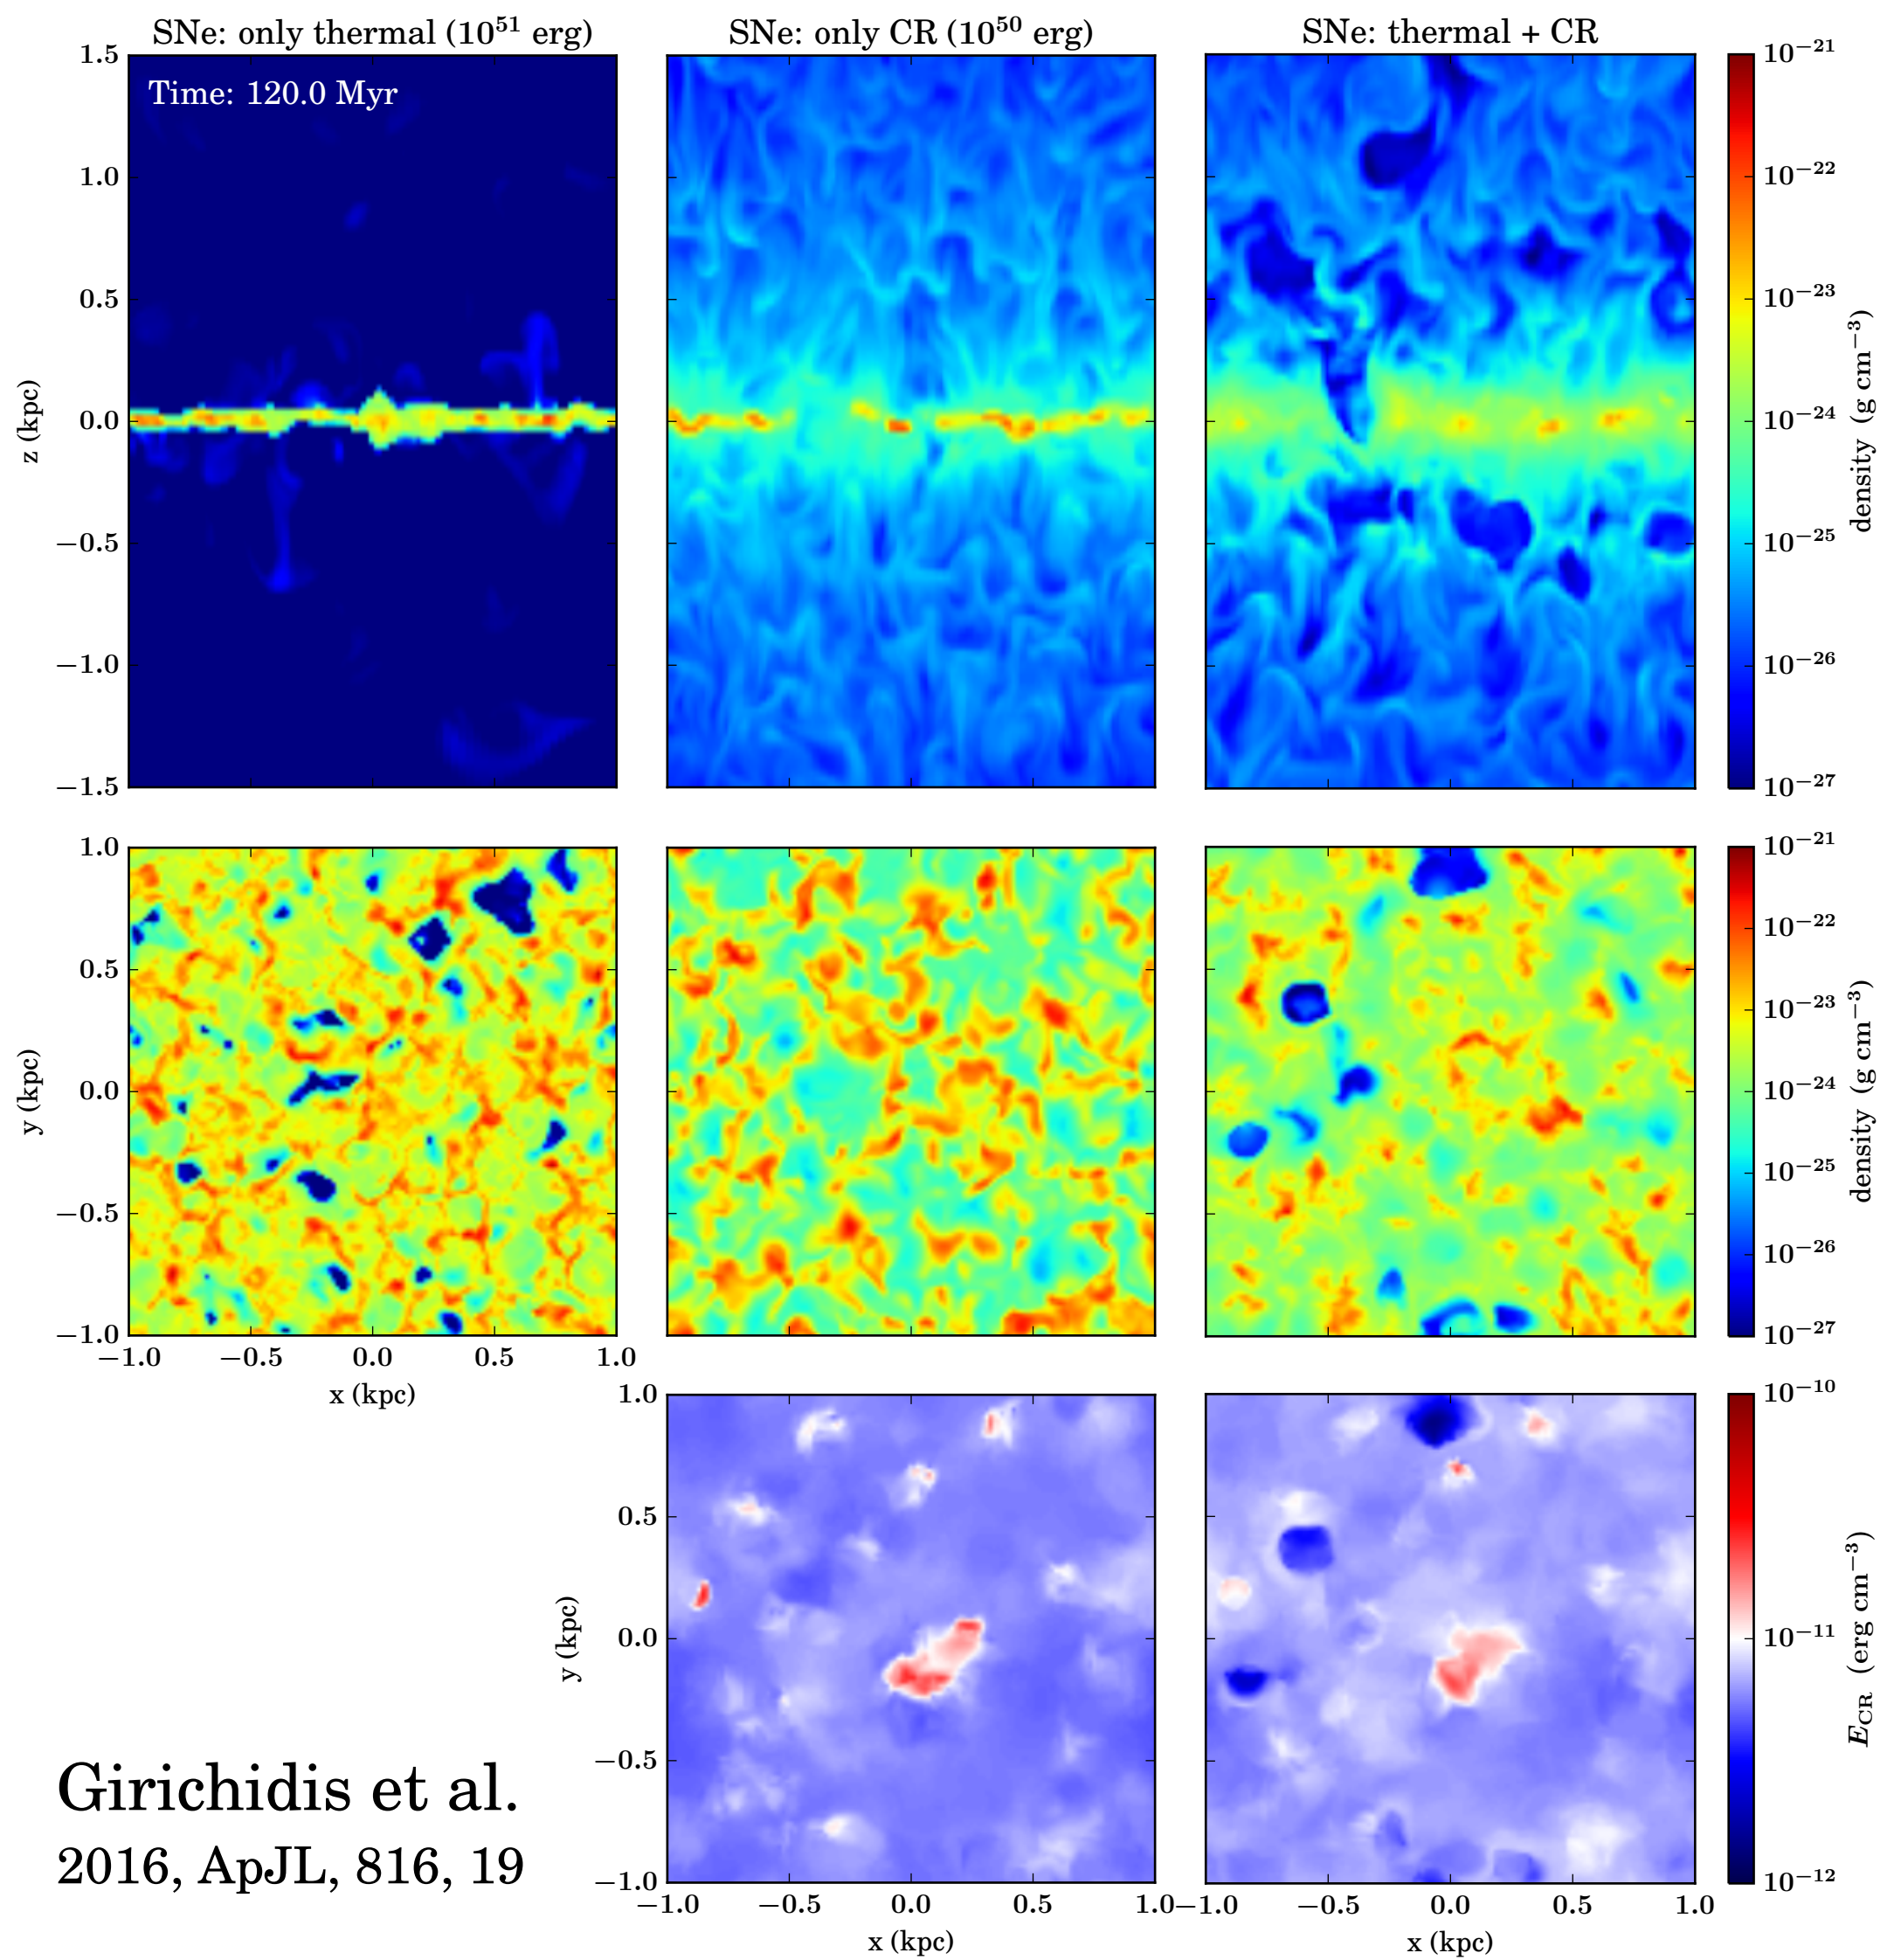 SNe: only thermal (10⁵¹ erg)
SNe: only CR (10⁵⁰ erg)
SNe: thermal + CR
Time: 120.0 Myr
1.5
1.0
0.5
0.0
−0.5
−1.0
−1.5
z (kpc)
10⁻²¹
10⁻²²
10⁻²³
10⁻²⁴
10⁻²⁵
10⁻²⁶
10⁻²⁷
density (g cm⁻³)
1.0
0.5
0.0
−0.5
−1.0
y (kpc)
−1.0 −0.5 0.0 0.5 1.0
x (kpc)
10⁻²¹
10⁻²²
10⁻²³
10⁻²⁴
10⁻²⁵
10⁻²⁶
10⁻²⁷
density (g cm⁻³)
1.0
0.5
0.0
−0.5
−1.0
y (kpc)
−1.0 −0.5 0.0 0.5 1.0
x (kpc)
−1.0 −0.5 0.0 0.5 1.0
x (kpc)
10⁻¹⁰
10⁻¹¹
10⁻¹²
E_CR (erg cm⁻³)
Girichidis et al.
2016, ApJL, 816, 19